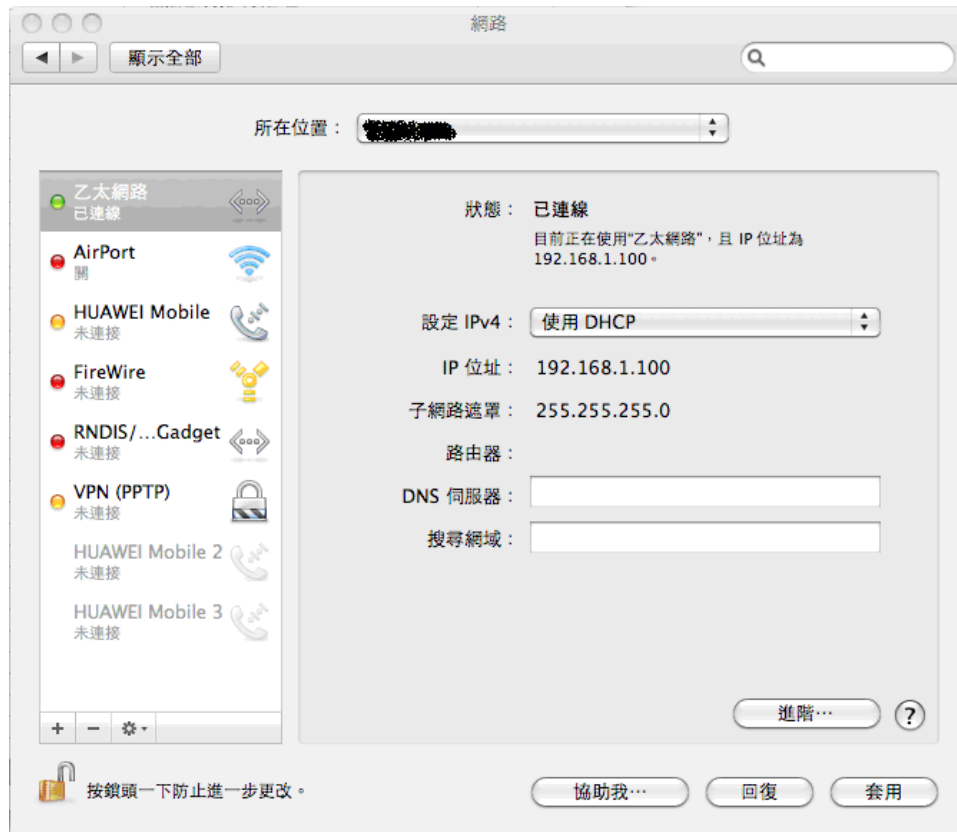 網路
顯示全部
所在位置：
乙太網路
已連線
AirPort
關
HUAWEI Mobile
未連接
FireWire
未連接
RNDIS/...Gadget
未連接
VPN (PPTP)
未連接
HUAWEI Mobile 2
未連接
HUAWEI Mobile 3
未連接
狀態： 已連線
目前正在使用“乙太網路”，且 IP 位址為
192.168.1.100。
設定 IPv4： 使用 DHCP
IP 位址： 192.168.1.100
子網路遮罩： 255.255.255.0
路由器：
DNS 伺服器：
搜尋網域：
進階…
?
按鎖頭一下防止進一步更改。
協助我…
回復
套用